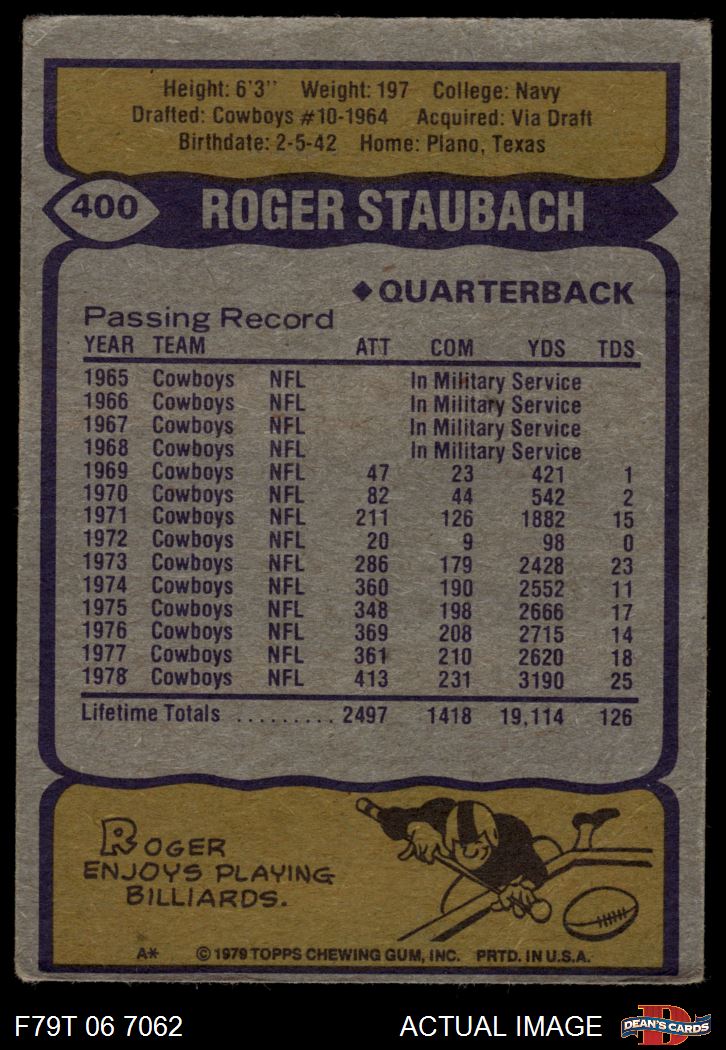 Height: 6'3" Weight: 197 College: Navy
Drafted: Cowboys #10-1964 Acquired: Via Draft
Birthdate: 2-5-42 Home: Plano, Texas
400 ROGER STAUBACH
◆QUARTERBACK
Passing Record
YEAR TEAM ATT COM YDS TDS
1965 Cowboys NFL In Military Service
1966 Cowboys NFL In Military Service
1967 Cowboys NFL In Military Service
1968 Cowboys NFL In Military Service
1969 Cowboys NFL 47 23 421 1
1970 Cowboys NFL 82 44 542 2
1971 Cowboys NFL 211 126 1882 15
1972 Cowboys NFL 20 9 98 0
1973 Cowboys NFL 286 179 2428 23
1974 Cowboys NFL 360 190 2552 11
1975 Cowboys NFL 348 198 2666 17
1976 Cowboys NFL 369 208 2715 14
1977 Cowboys NFL 361 210 2620 18
1978 Cowboys NFL 413 231 3190 25
Lifetime Totals ......... 2497 1418 19,114 126
ROGER
ENJOYS PLAYING
BILLIARDS.
A* © 1979 TOPPS CHEWING GUM, INC. PRTD. IN U.S.A.
F79T 06 7062 ACTUAL IMAGE D DEAN'S CARDS